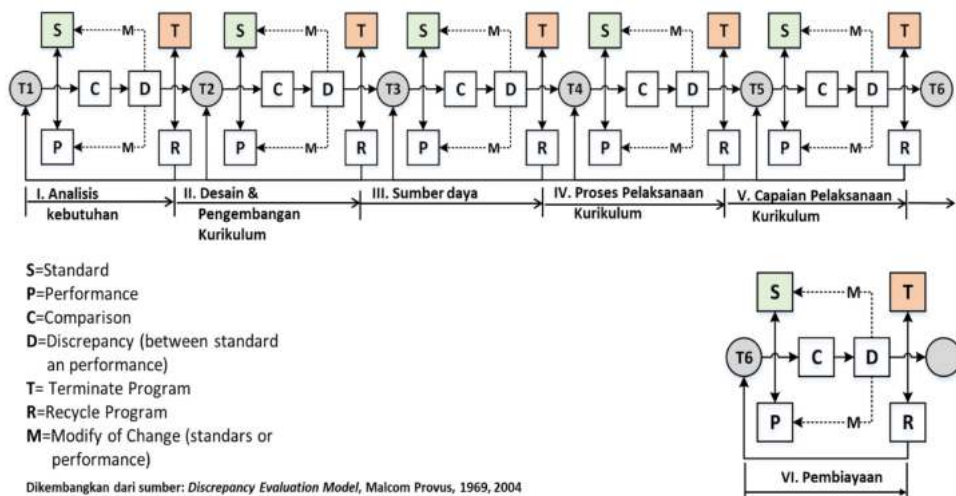 S M T S M T S M T S M T S M T
T1 C D T2 C D T3 C D T4 C D T5 C D T6
P M R P M R P M R P M R P M R
I. Analisis
kebutuhan
II. Desain &
Pengembangan
Kurikulum
III. Sumber daya
IV. Proses Pelaksanaan
Kurikulum
V. Capaian Pelaksanaan
Kurikulum
S=Standard
P=Performance
C=Comparison
D=Discrepancy (between standard
an performance)
T= Terminate Program
R=Recycle Program
M=Modify of Change (standars or
performance)
Dikembangkan dari sumber: Discrepancy Evaluation Model, Malcom Provus, 1969, 2004
S M T
T6 C D
P M R
VI. Pembiayaan